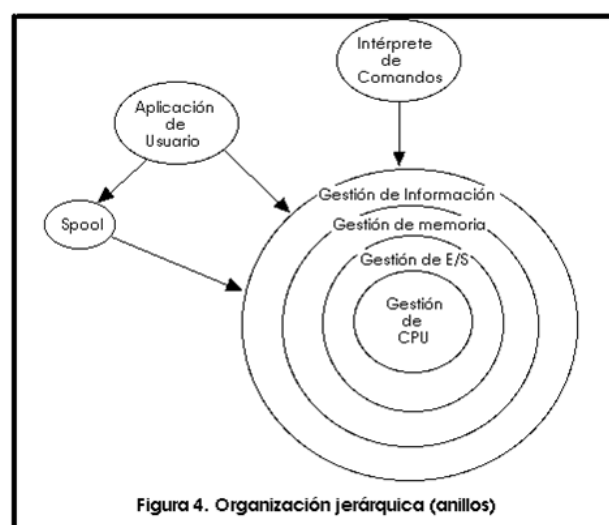 Intérprete
de
Comandos
Aplicación
de
Usuario
Spool
Gestión de Información
Gestión de memoria
Gestión de E/S
Gestión
de
CPU
Figura 4. Organización jerárquica (anillos)